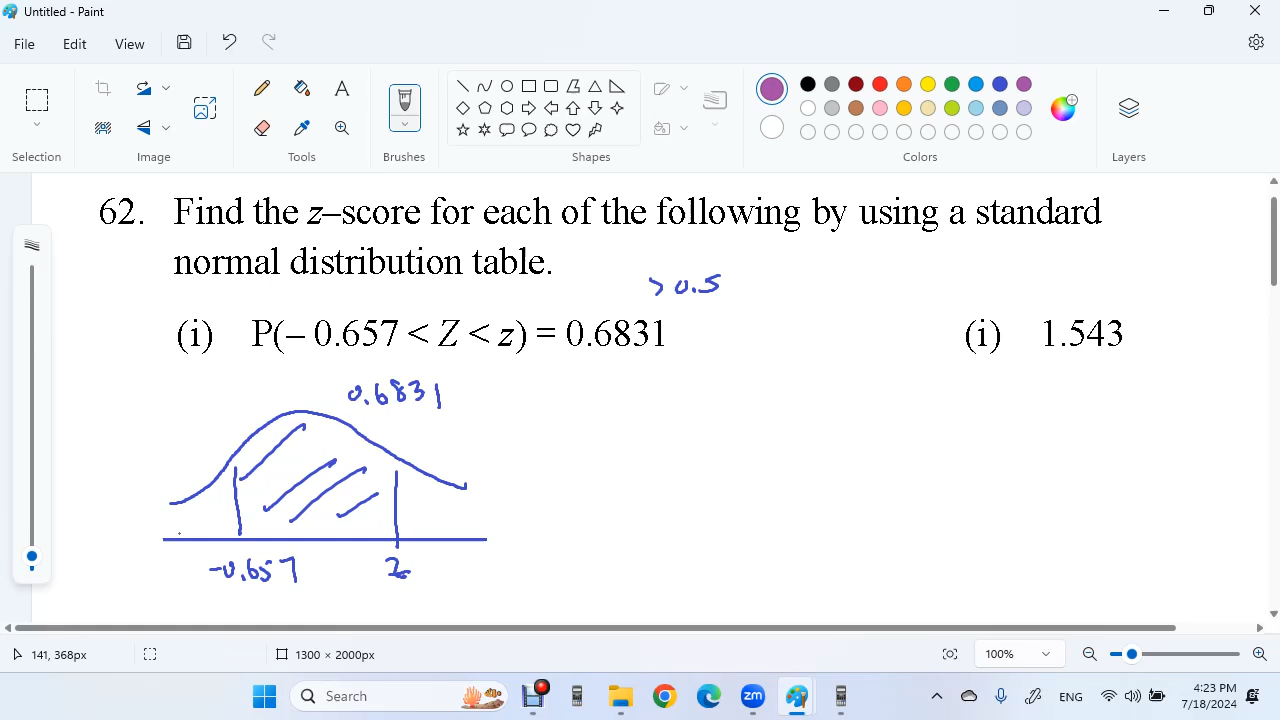 Untitled - Paint
File Edit View
Selection Image Tools Brushes Shapes Colors Layers
62. Find the z–score for each of the following by using a standard
normal distribution table.
> 0.5
(i) P(– 0.657 < Z < z) = 0.6831 (i) 1.543
0.6831
-0.657 z
141, 368px 1300 × 2000px 100%
Search ENG 4:23 PM
7/18/2024